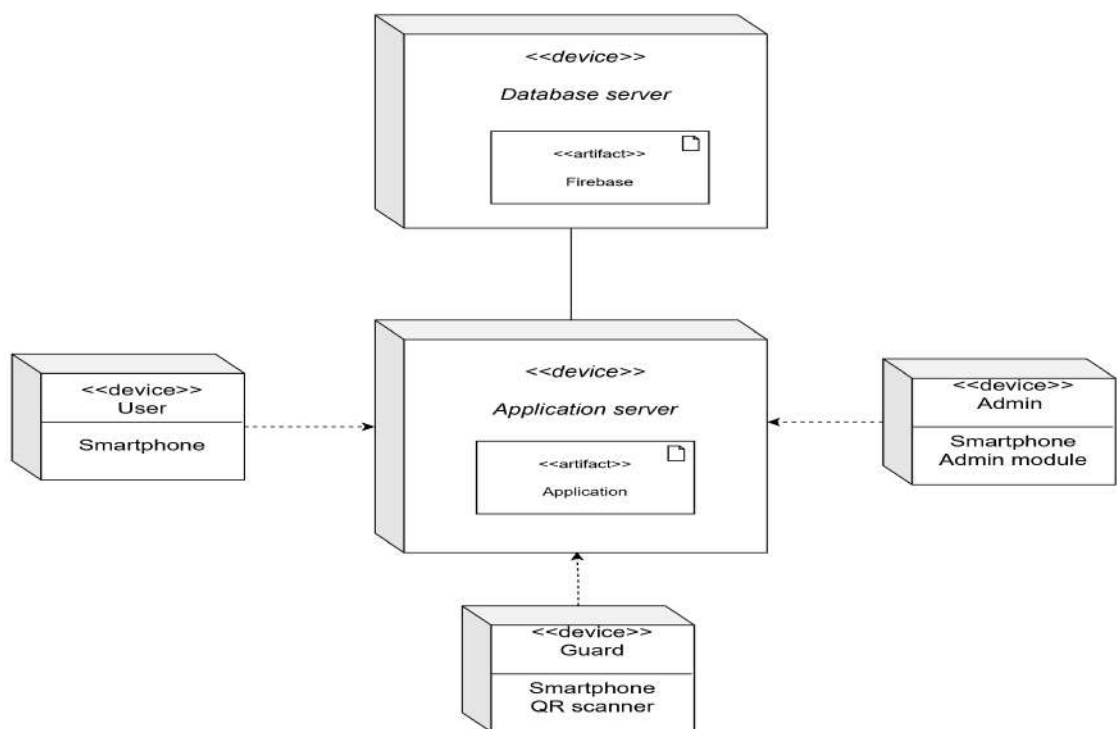 <<device>>
Database server
<<artifact>>
Firebase
<<device>>
Application server
<<artifact>>
Application
<<device>>
User
Smartphone
<<device>>
Admin
Smartphone
Admin module
<<device>>
Guard
Smartphone
QR scanner